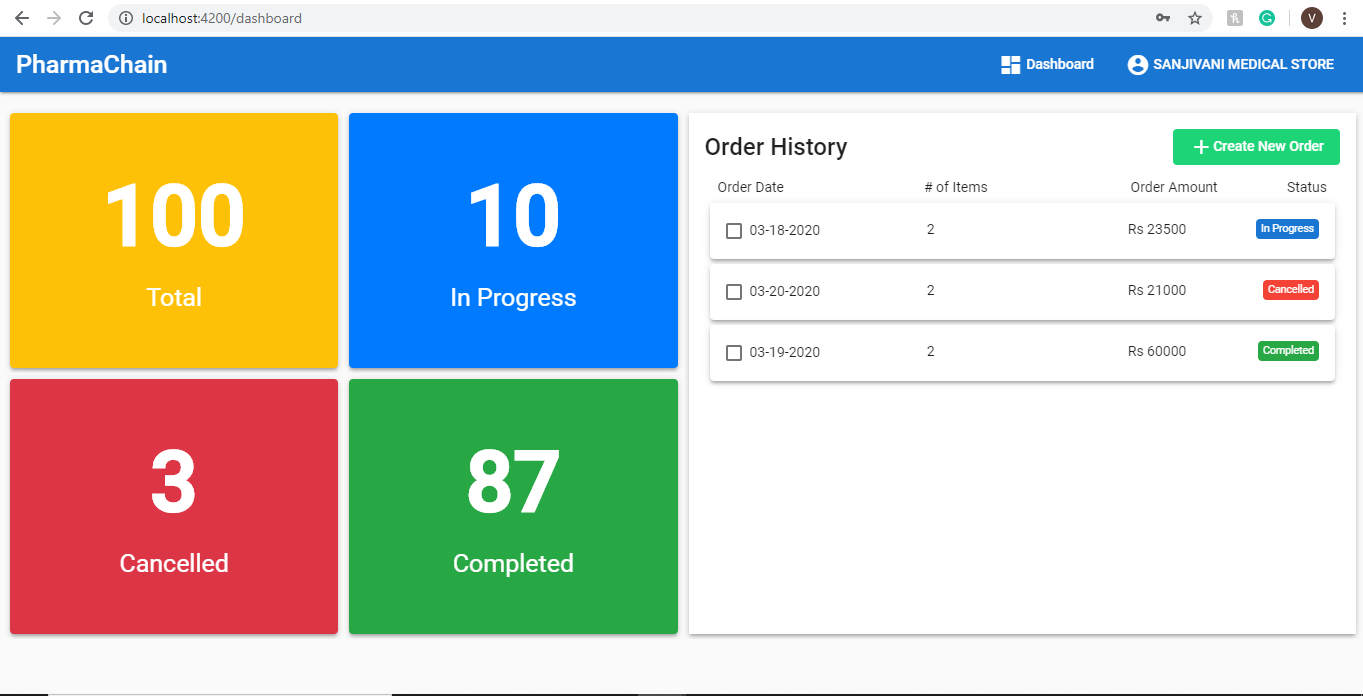 localhost:4200/dashboard
V
PharmaChain
Dashboard
SANJIVANI MEDICAL STORE
100
Total
10
In Progress
3
Cancelled
87
Completed
Order History
Create New Order
Order Date # of Items Order Amount Status
03-18-2020 2 Rs 23500 In Progress
03-20-2020 2 Rs 21000 Cancelled
03-19-2020 2 Rs 60000 Completed